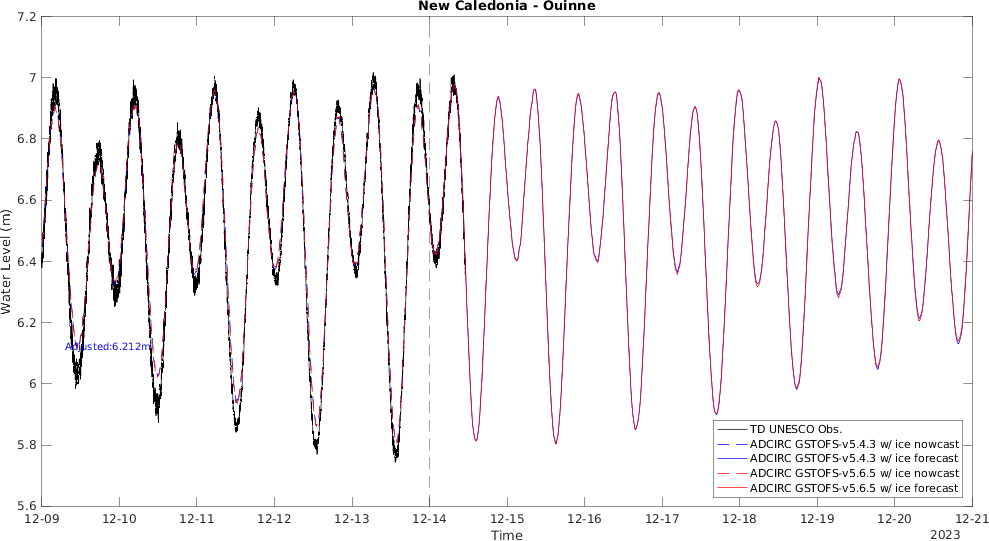 New Caledonia - Ouinne
7.2
7
6.8
6.6
6.4
6.2
6
5.8
5.6
Water Level (m)
Adjusted:6.212m
TD UNESCO Obs.
ADCIRC GSTOFS-v5.4.3 w/ ice nowcast
ADCIRC GSTOFS-v5.4.3 w/ ice forecast
ADCIRC GSTOFS-v5.6.5 w/ ice nowcast
ADCIRC GSTOFS-v5.6.5 w/ ice forecast
12-09 12-10 12-11 12-12 12-13 12-14 12-15 12-16 12-17 12-18 12-19 12-20 12-21
Time
2023